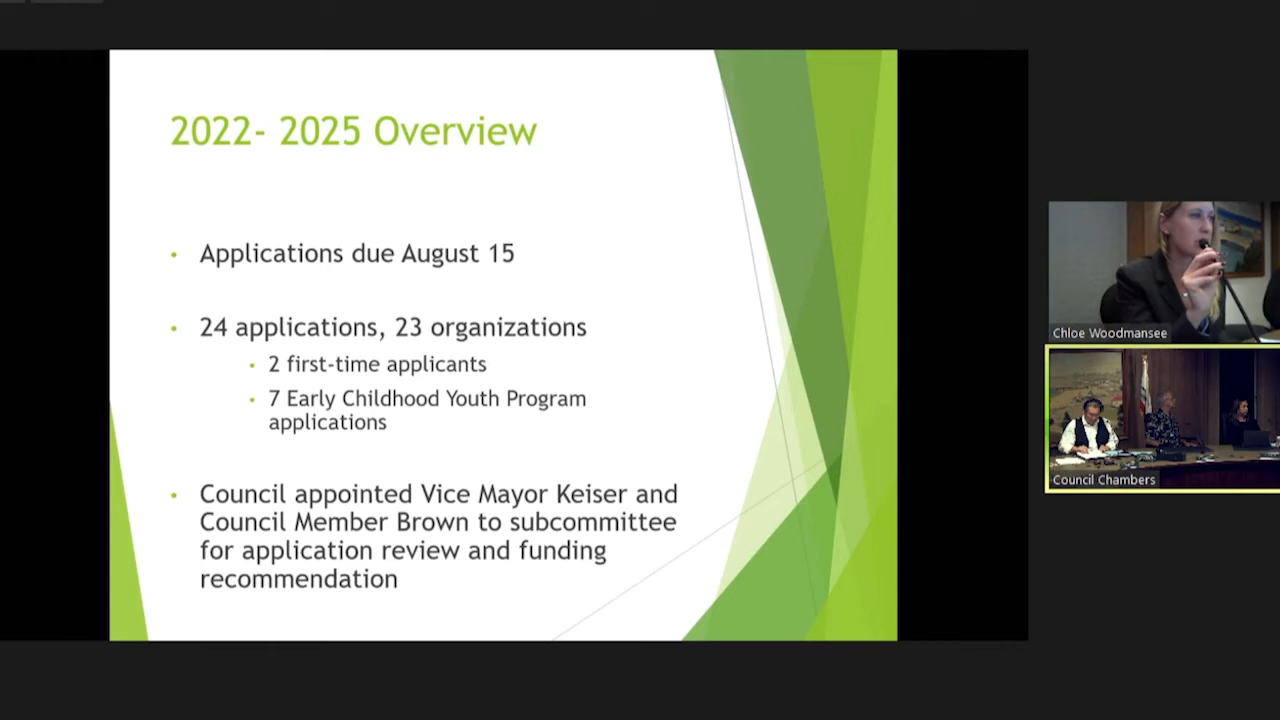 2022- 2025 Overview
Applications due August 15
24 applications, 23 organizations
2 first-time applicants
7 Early Childhood Youth Program
applications
Council appointed Vice Mayor Keiser and
Council Member Brown to subcommittee
for application review and funding
recommendation
Chloe Woodmansee
Council Chambers